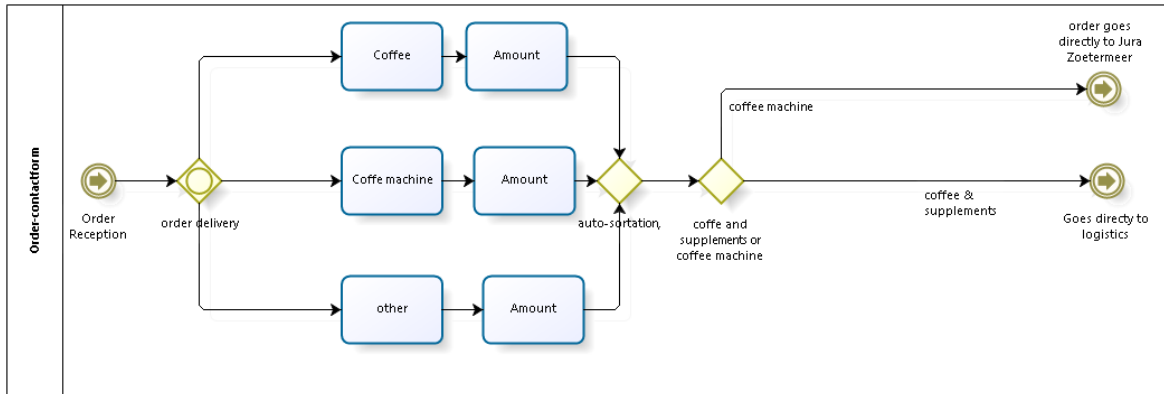 Order-contactform
Order
Reception
order delivery
Coffee
Amount
Coffe machine
Amount
other
Amount
auto-sortation,
coffe and
supplements or
coffee machine
coffee machine
order goes
directly to Jura
Zoetermeer
coffee &
supplements
Goes directy to
logistics